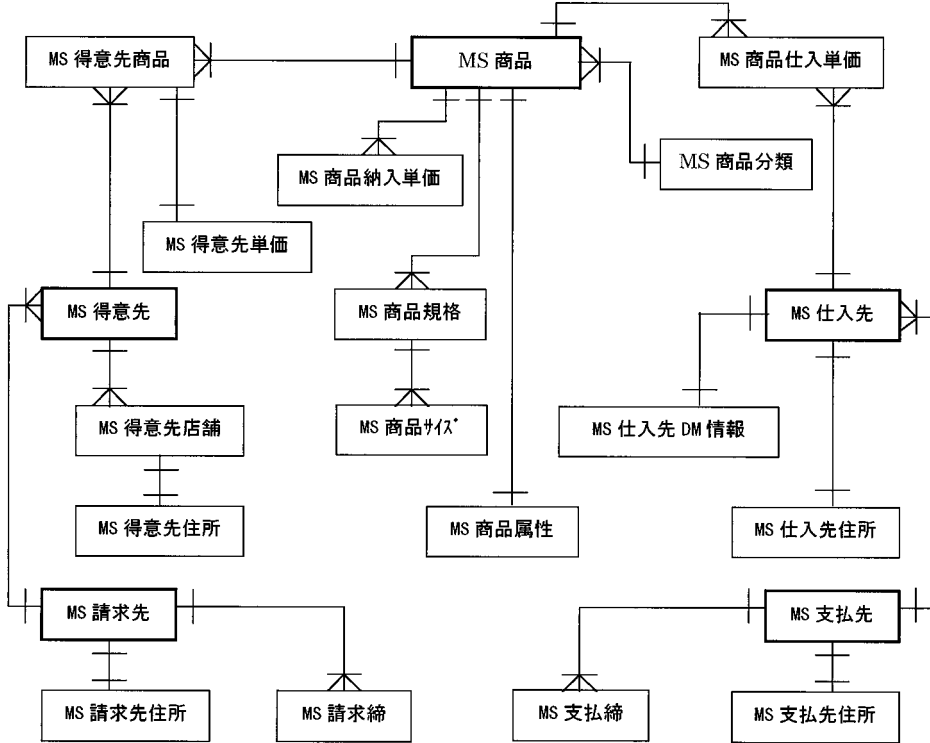 MS 得意先商品
MS 商品
MS 商品仕入単価
MS 商品納入単価
MS 商品分類
MS 得意先単価
MS 得意先
MS 商品規格
MS 仕入先
MS 得意先店舗
MS 商品ｻｲｽﾞ
MS 仕入先 DM 情報
MS 得意先住所
MS 商品属性
MS 仕入先住所
MS 請求先
MS 支払先
MS 請求先住所
MS 請求締
MS 支払締
MS 支払先住所